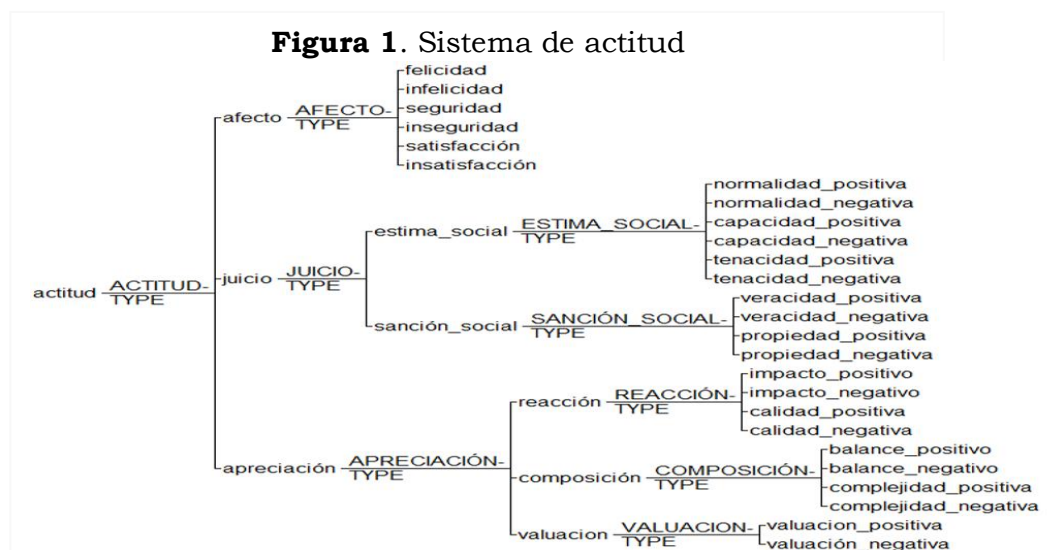 Figura 1. Sistema de actitud
felicidad
infelicidad
afecto AFECTO-TYPE seguridad
inseguridad
satisfacción
insatisfacción
normalidad_positiva
normalidad_negativa
estima_social ESTIMA_SOCIAL-TYPE capacidad_positiva
capacidad_negativa
tenacidad_positiva
tenacidad_negativa
actitud ACTITUD-TYPE juicio JUICIO-TYPE
veracidad_positiva
sanción_social SANCIÓN_SOCIAL-TYPE veracidad_negativa
propiedad_positiva
propiedad_negativa
impacto_positivo
reacción REACCIÓN-TYPE impacto_negativo
calidad_positiva
calidad_negativa
apreciación APRECIACIÓN-TYPE
balance_positivo
composición COMPOSICIÓN-TYPE balance_negativo
complejidad_positiva
complejidad_negativa
valuacion VALUACION-TYPE valuacion_positiva
valuación_negativa